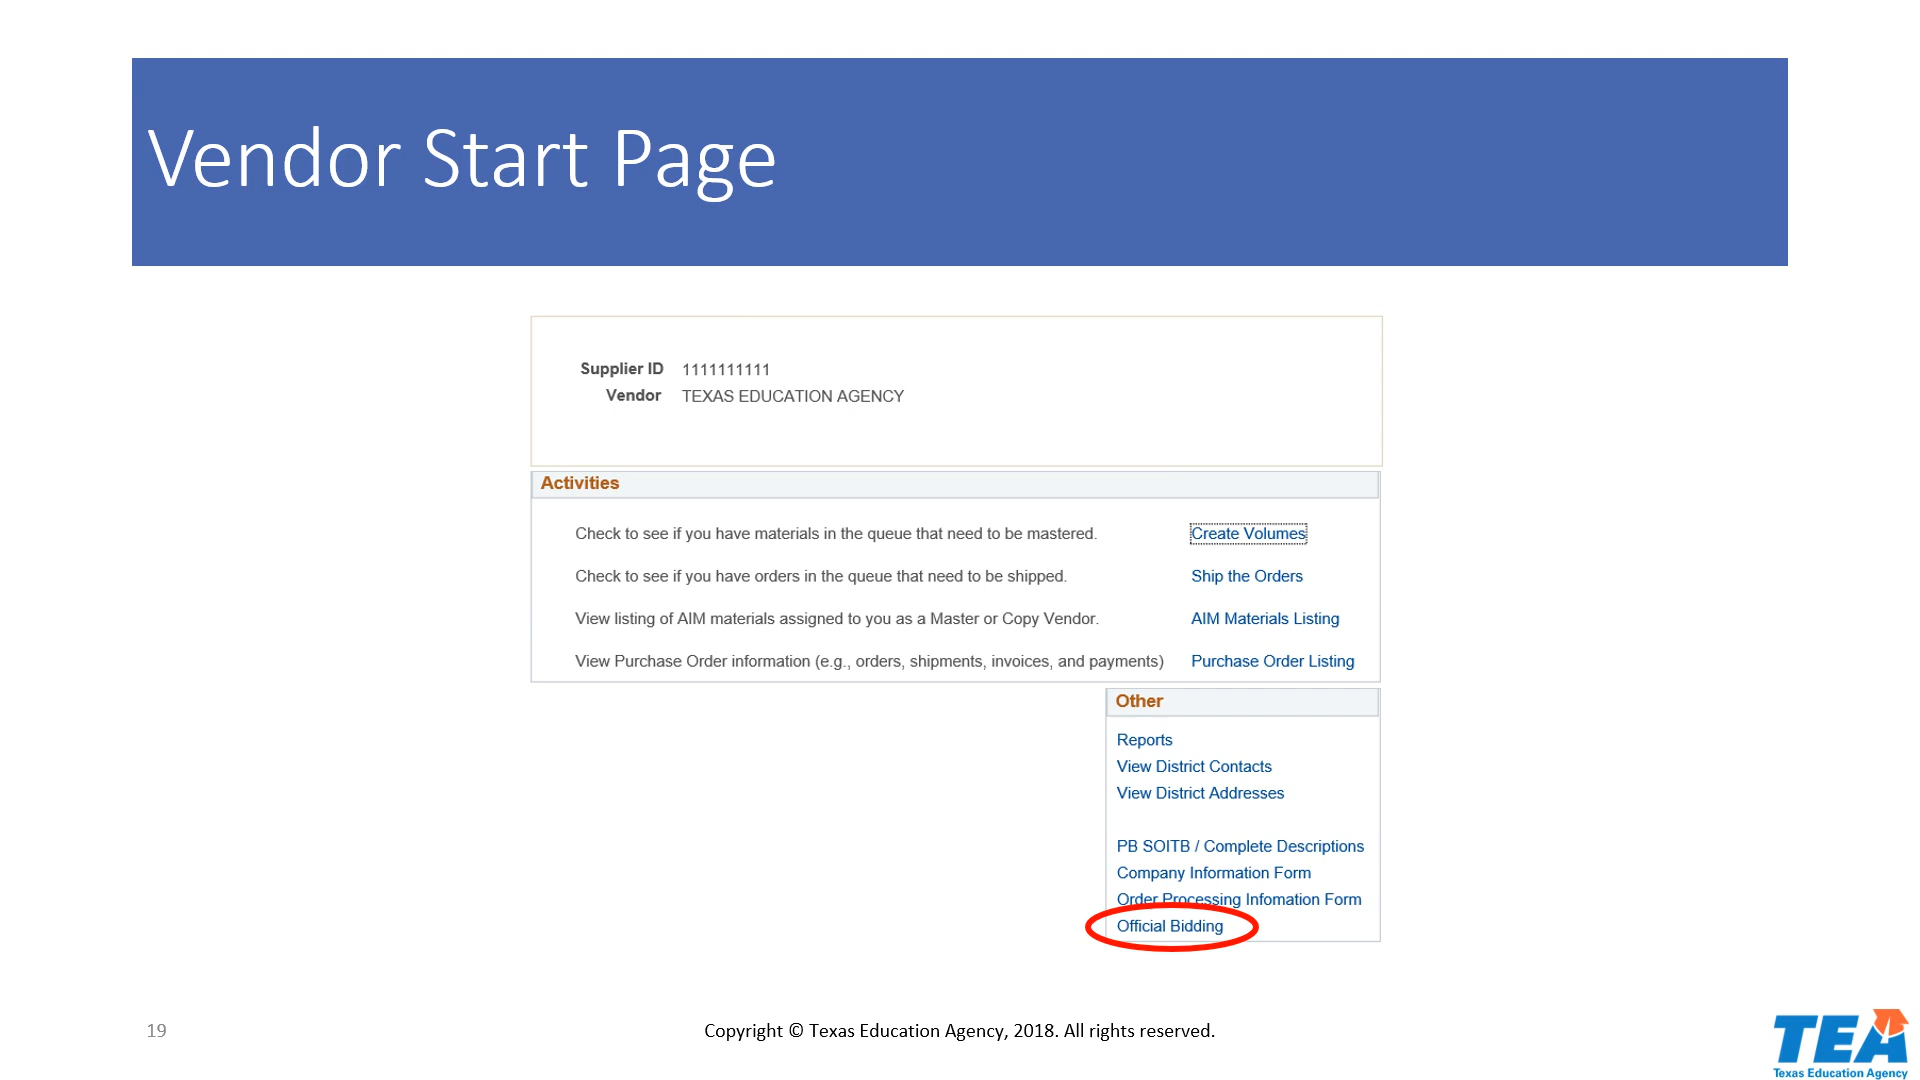 Vendor Start Page
Supplier ID 1111111111
Vendor TEXAS EDUCATION AGENCY
Activities
Check to see if you have materials in the queue that need to be mastered. Create Volumes
Check to see if you have orders in the queue that need to be shipped. Ship the Orders
View listing of AIM materials assigned to you as a Master or Copy Vendor. AIM Materials Listing
View Purchase Order information (e.g., orders, shipments, invoices, and payments) Purchase Order Listing
Other
Reports
View District Contacts
View District Addresses
PB SOITB / Complete Descriptions
Company Information Form
Order Processing Infomation Form
Official Bidding
19
Copyright © Texas Education Agency, 2018. All rights reserved.
TEA
Texas Education Agency